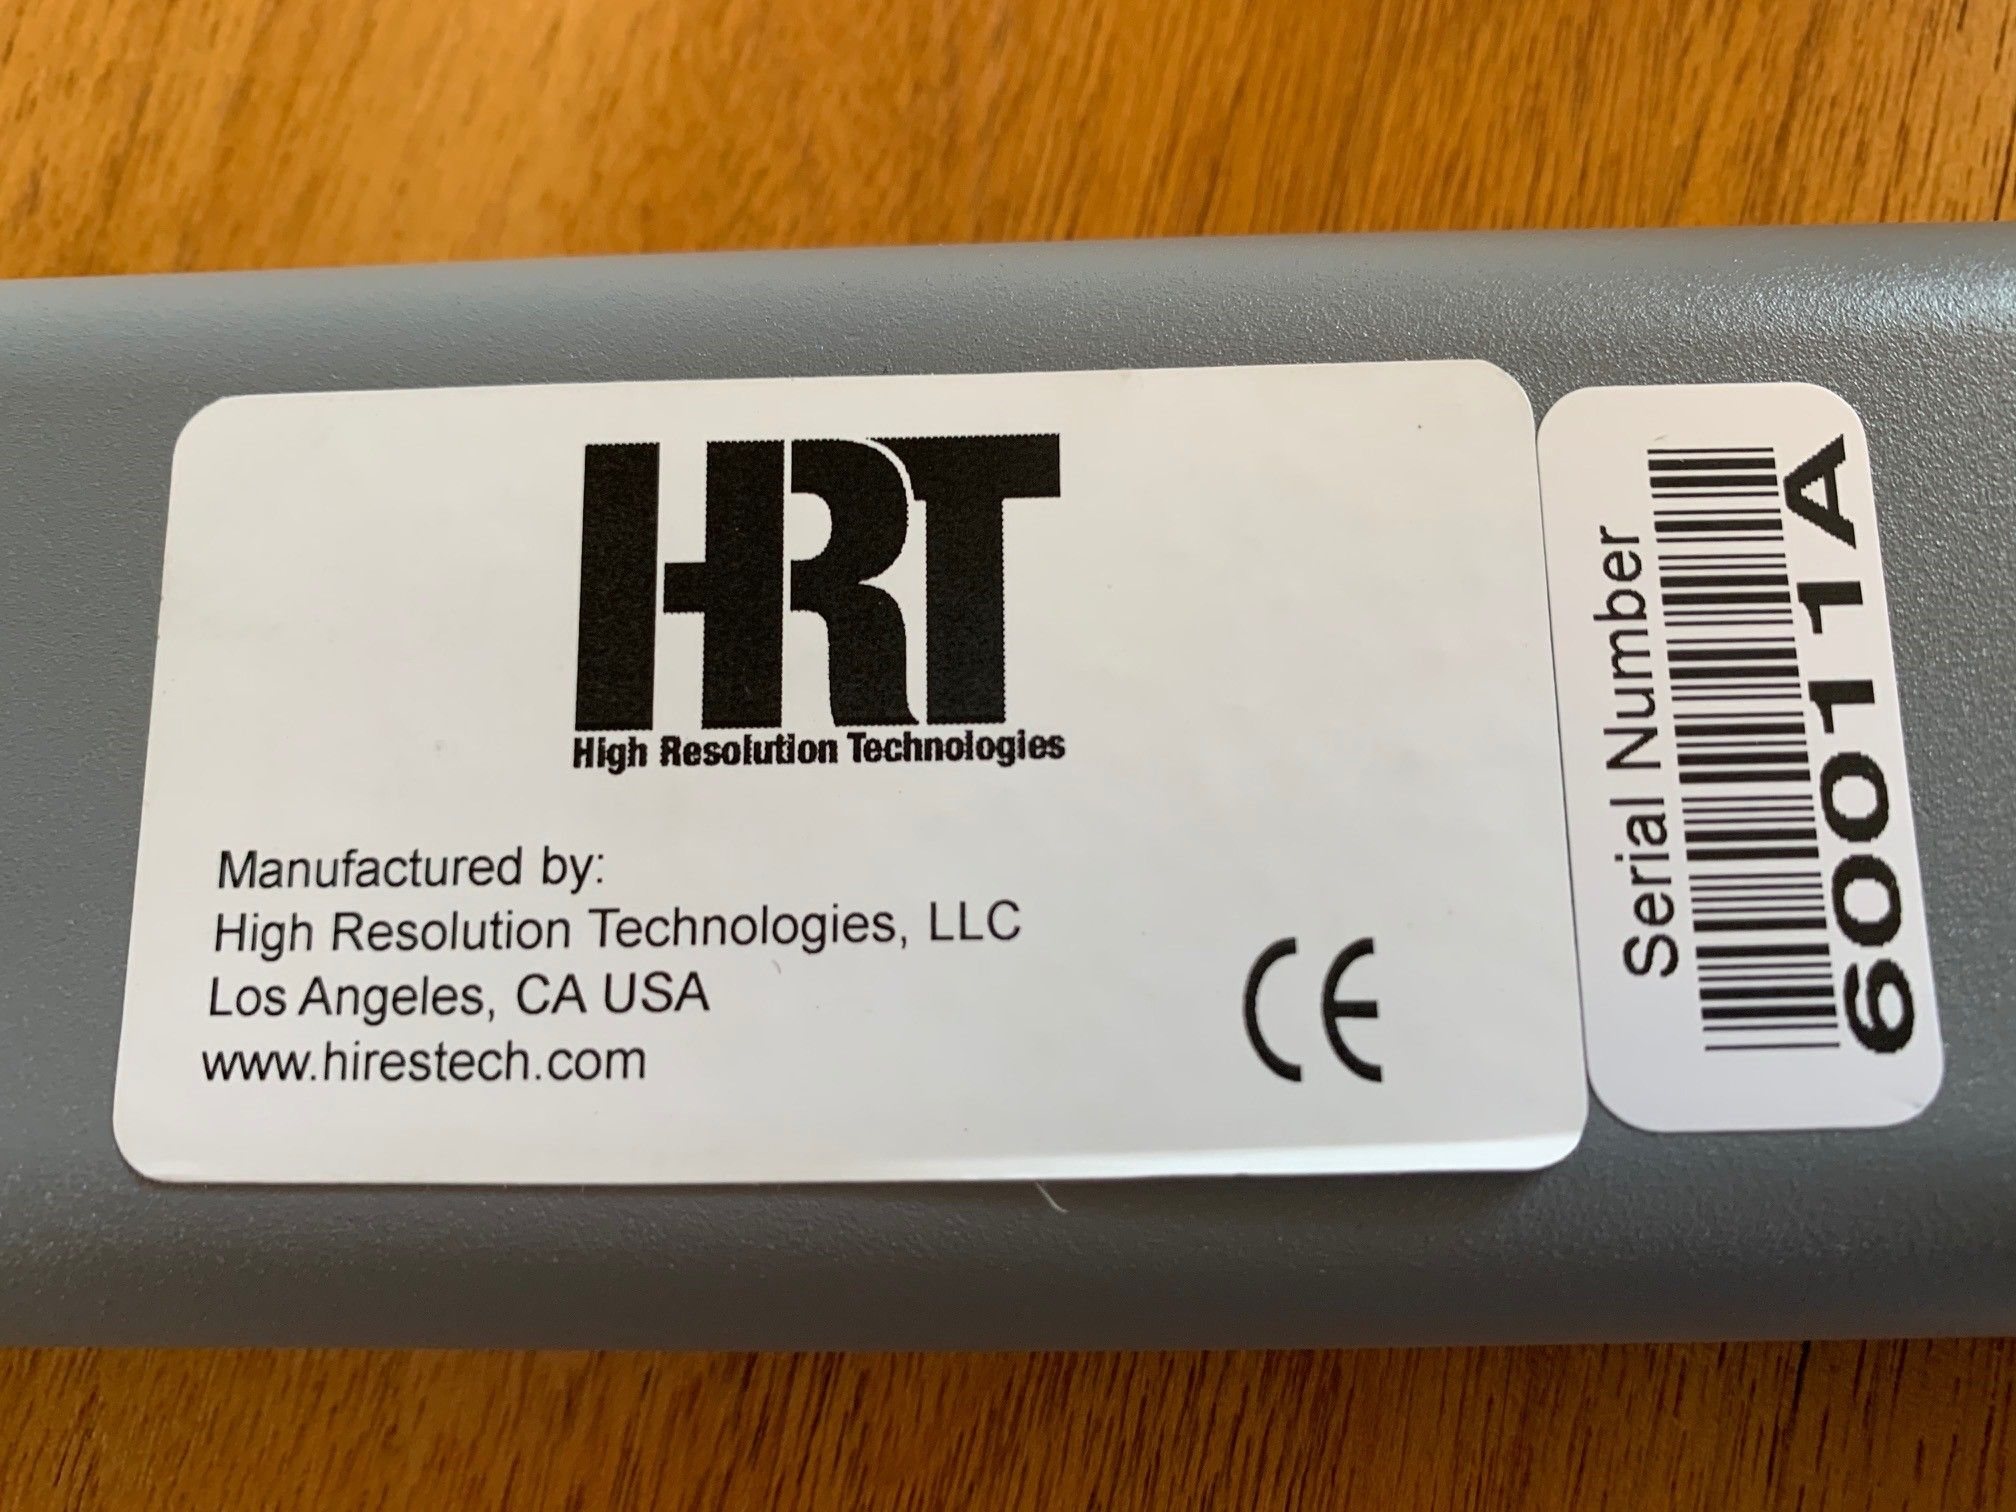 HRT
High Resolution Technologies
Manufactured by:
High Resolution Technologies, LLC
Los Angeles, CA USA
www.hirestech.com
CE
Serial Number
60011A